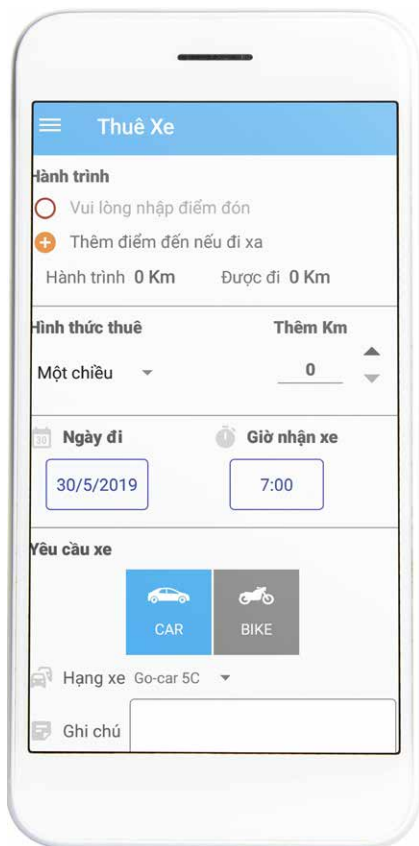 Thuê Xe
Hành trình
Vui lòng nhập điểm đón
Thêm điểm đến nếu đi xa
Hành trình 0 Km Được đi 0 Km
Hình thức thuê Thêm Km
Một chiều 0
30 Ngày đi Giờ nhận xe
30/5/2019 7:00
Yêu cầu xe
CAR BIKE
Hạng xe Go-car 5C
Ghi chú